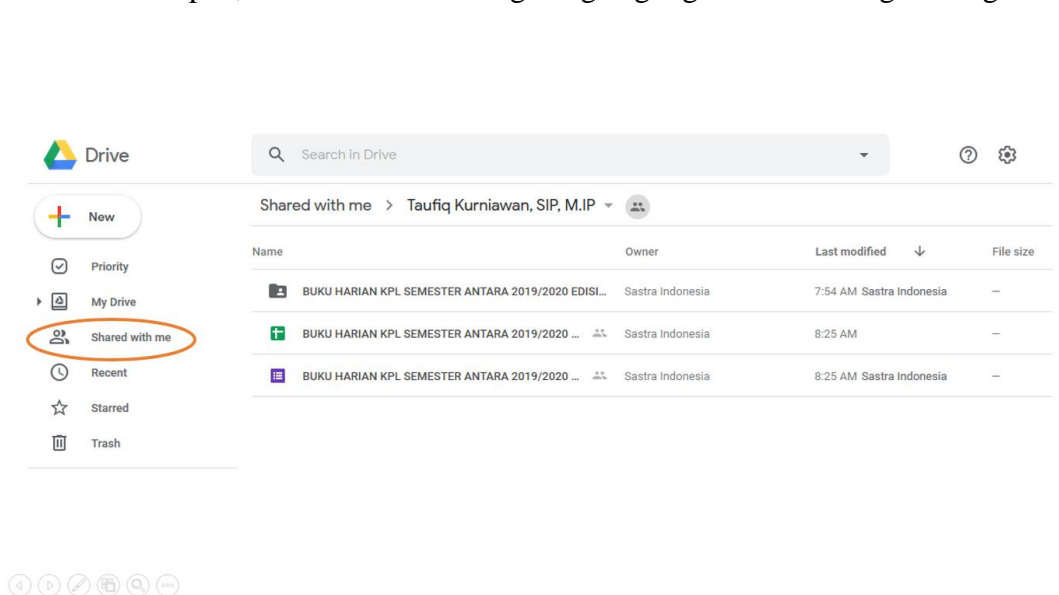 Drive
Search in Drive
New
Shared with me > Taufiq Kurniawan, SIP, M.IP
Name Owner Last modified File size
Priority
BUKU HARIAN KPL SEMESTER ANTARA 2019/2020 EDISI... Sastra Indonesia 7:54 AM Sastra Indonesia –
My Drive
BUKU HARIAN KPL SEMESTER ANTARA 2019/2020 ... Sastra Indonesia 8:25 AM –
Shared with me
BUKU HARIAN KPL SEMESTER ANTARA 2019/2020 ... Sastra Indonesia 8:25 AM Sastra Indonesia –
Recent
Starred
Trash